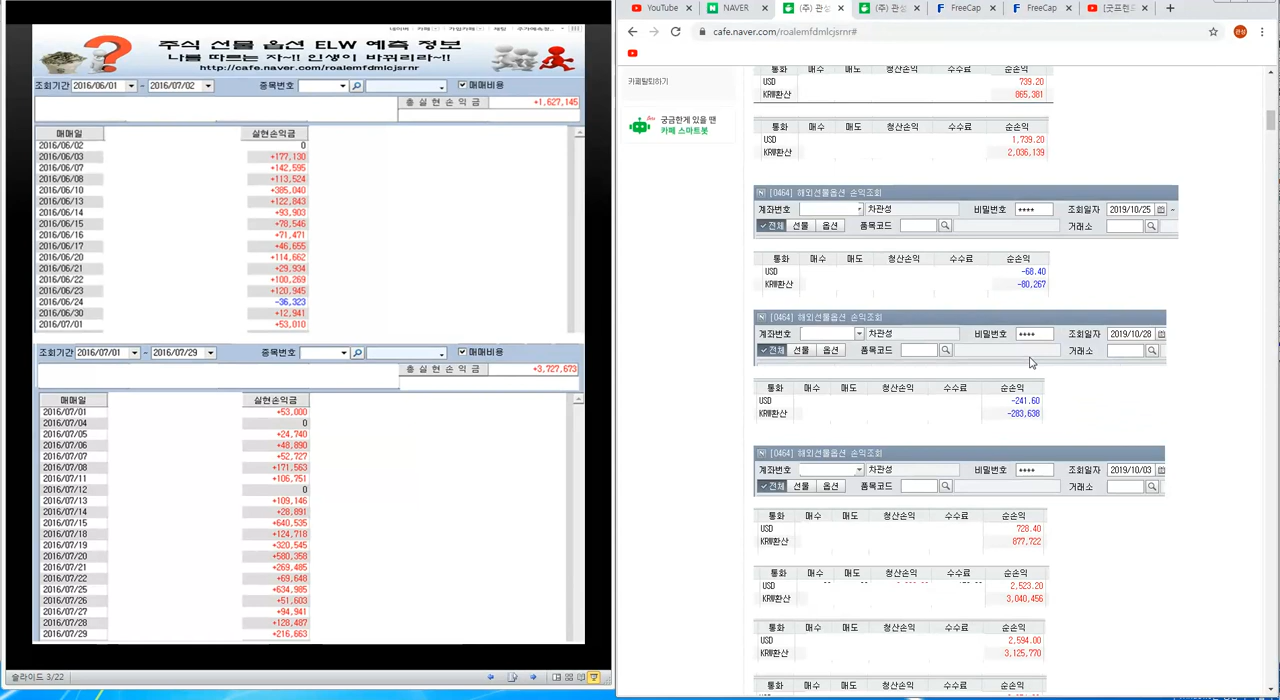 주식 선물 옵션 ELW 예측 정보
나를 따르는 자~!! 인생이 바뀌리라~!!
http://cafe.naver.com/roalemfdmlcjsrnr
조회기간 2016/06/01 ~ 2016/07/02 종목번호 매매비용
총 실 현 손 익 금 +1,627,145
매매일 실현손익금
2016/06/02 0
2016/06/03 +177,130
2016/06/07 +142,595
2016/06/08 +113,524
2016/06/10 +385,040
2016/06/13 +122,843
2016/06/14 +93,903
2016/06/15 +78,546
2016/06/16 +71,471
2016/06/17 +46,655
2016/06/20 +114,662
2016/06/21 +29,934
2016/06/22 +100,269
2016/06/23 +120,945
2016/06/24 -36,323
2016/06/30 +12,941
2016/07/01 +53,010
조회기간 2016/07/01 ~ 2016/07/29 종목번호 매매비용
총 실 현 손 익 금 +3,727,673
매매일 실현손익금
2016/07/01 +53,000
2016/07/04 0
2016/07/05 +24,740
2016/07/06 +48,890
2016/07/07 +52,727
2016/07/08 +171,563
2016/07/11 +106,751
2016/07/12 0
2016/07/13 +109,146
2016/07/14 +28,891
2016/07/15 +640,535
2016/07/18 +124,718
2016/07/19 +320,545
2016/07/20 +580,358
2016/07/21 +269,485
2016/07/22 +69,648
2016/07/25 +634,985
2016/07/26 +51,603
2016/07/27 +94,941
2016/07/28 +128,487
2016/07/29 +216,663
슬라이드 3/22
YouTube NAVER (주) 관성 (주) 관성 FreeCap FreeCap [굿프렌드
cafe.naver.com/roalemfdmlcjsrnr#
카페탈퇴하기
궁금한게 있을 땐
카페 스마트봇
통화 매수 매도 청산손익 수수료 순손익
USD 739.20
KRW환산 865,381
통화 매수 매도 청산손익 수수료 순손익
USD 1,739.20
KRW환산 2,036,139
[0464] 해외선물옵션 손익조회
계좌번호 차관성 비밀번호 **** 조회일자 2019/10/25 ~
전체 선물 옵션 품목코드 거래소
통화 매수 매도 청산손익 수수료 순손익
USD -68.40
KRW환산 -80,267
[0464] 해외선물옵션 손익조회
계좌번호 차관성 비밀번호 **** 조회일자 2019/10/28
전체 선물 옵션 품목코드 거래소
통화 매수 매도 청산손익 수수료 순손익
USD -241.60
KRW환산 -283,638
[0464] 해외선물옵션 손익조회
계좌번호 차관성 비밀번호 **** 조회일자 2019/10/03
전체 선물 옵션 품목코드 거래소
통화 매수 매도 청산손익 수수료 순손익
USD 728.40
KRW환산 877,722
통화 매수 매도 청산손익 수수료 순손익
USD 2,523.20
KRW환산 3,040,456
통화 매수 매도 청산손익 수수료 순손익
USD 2,594.00
KRW환산 3,125,770
통화 매수 매도 청산손익 수수료 순손익